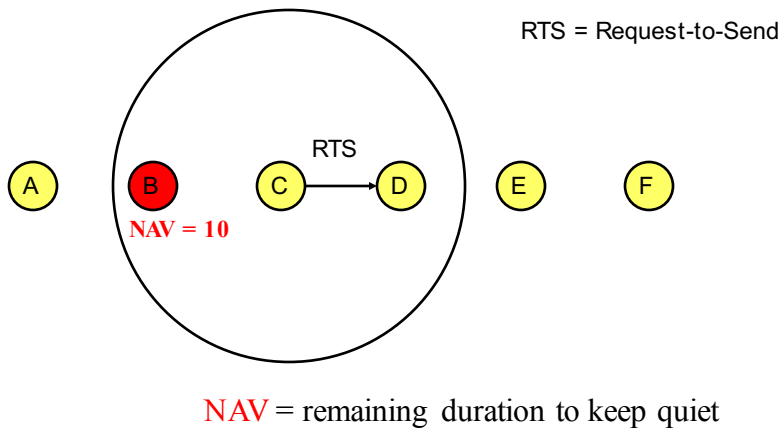 RTS = Request-to-Send
RTS
A B C D E F
NAV = 10
NAV = remaining duration to keep quiet